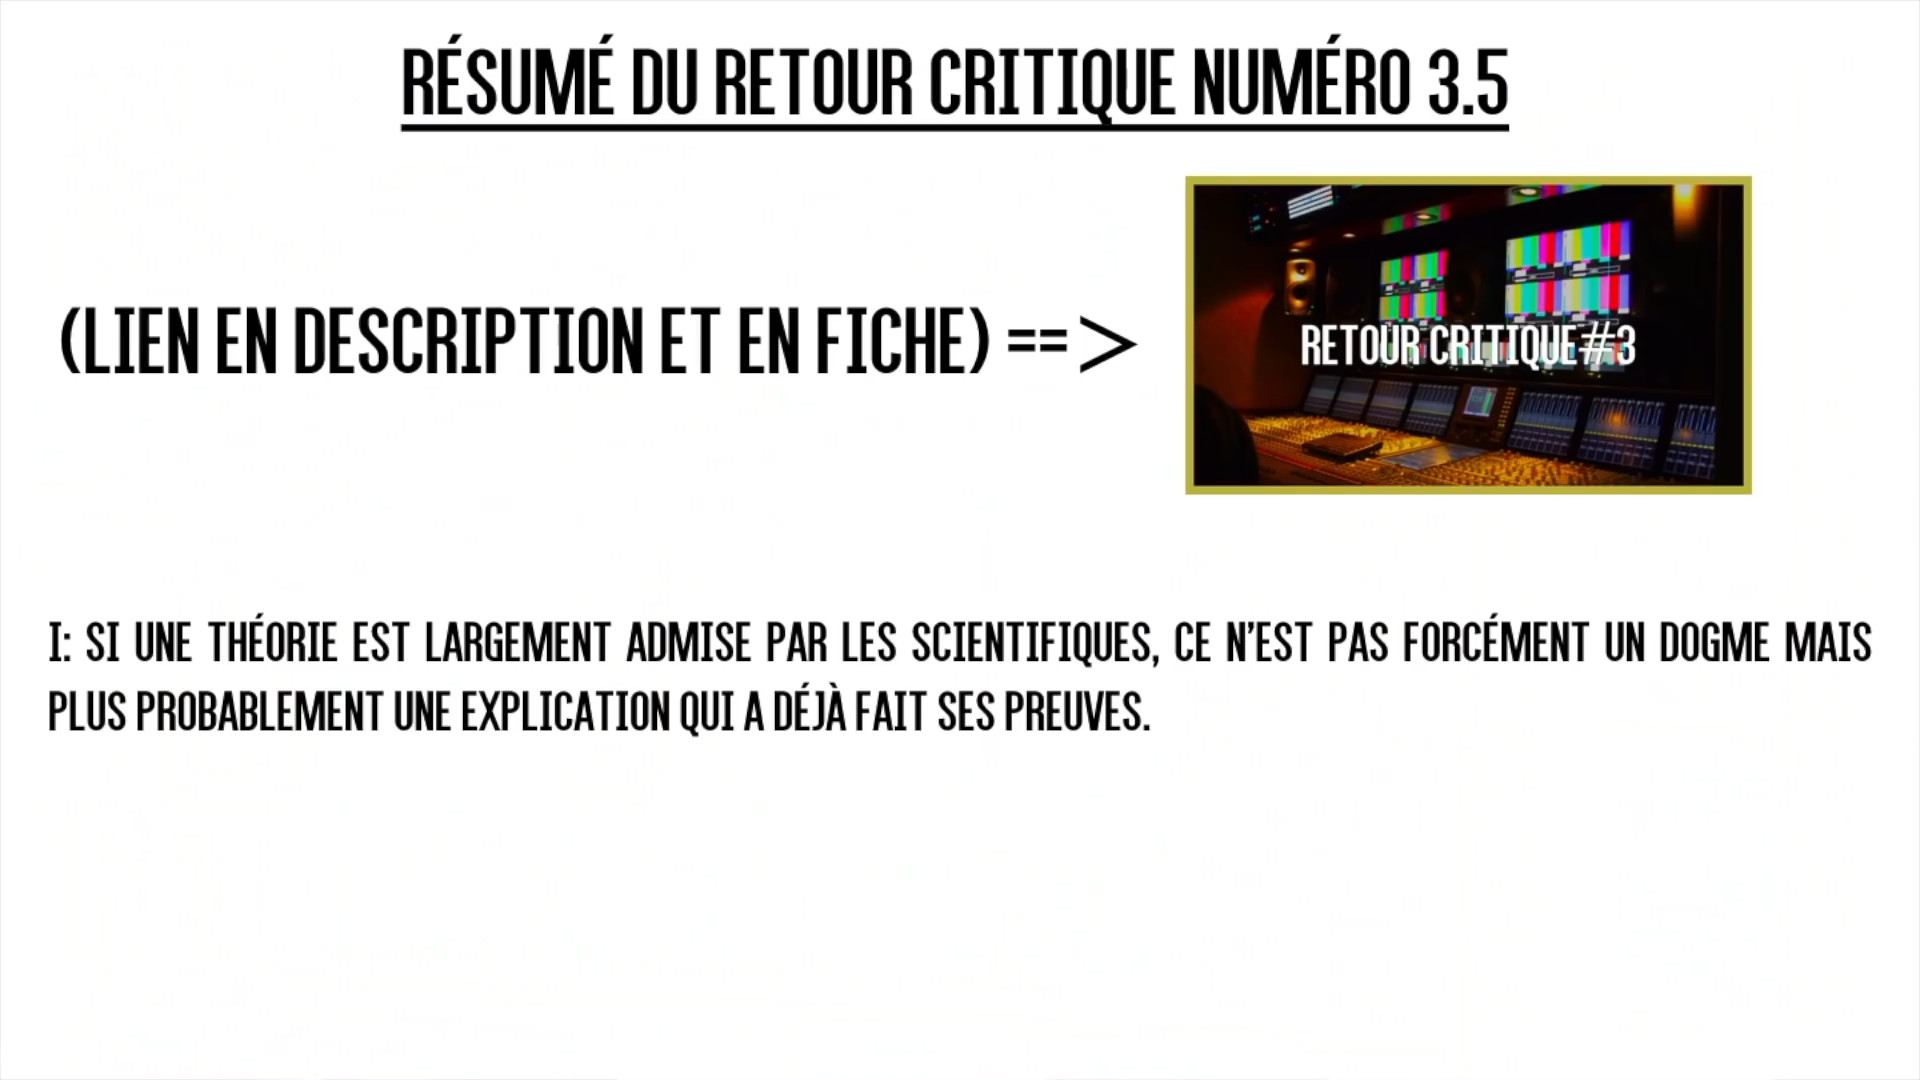 RÉSUMÉ DU RETOUR CRITIQUE NUMÉRO 3.5
(LIEN EN DESCRIPTION ET EN FICHE) ==>
RETOUR CRITIQUE#3
I: SI UNE THÉORIE EST LARGEMENT ADMISE PAR LES SCIENTIFIQUES, CE N'EST PAS FORCÉMENT UN DOGME MAIS
PLUS PROBABLEMENT UNE EXPLICATION QUI A DÉJÀ FAIT SES PREUVES.